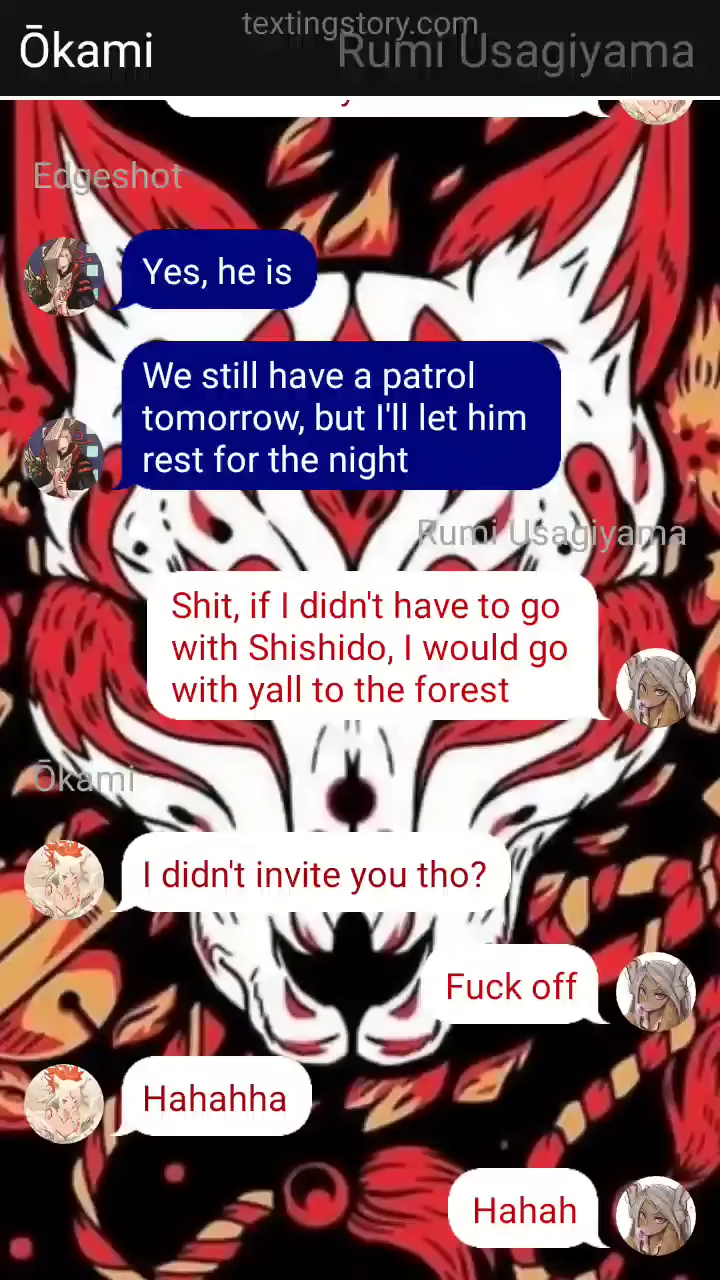 textingstory.com
Ōkami
Rumi Usagiyama
Edgeshot
Yes, he is
We still have a patrol
tomorrow, but I'll let him
rest for the night
Rumi Usagiyama
Shit, if I didn't have to go
with Shishido, I would go
with yall to the forest
Ōkami
I didn't invite you tho?
Fuck off
Hahahha
Hahah